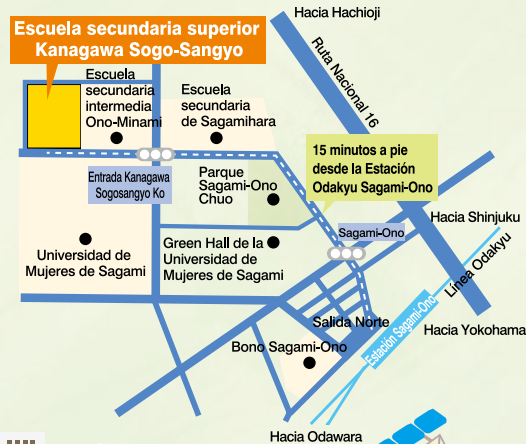 Hacia Hachioji
Escuela secundaria superior
Kanagawa Sogo-Sangyo
Ruta Nacional 16
Escuela
secundaria
intermedia
Ono-Minami
Escuela
secundaria
de Sagamihara
15 minutos a pie
desde la Estación
Odakyu Sagami-Ono
Entrada Kanagawa
Sogosangyo Ko
Parque
Sagami-Ono
Chuo
Hacia Shinjuku
Sagami-Ono
Universidad de
Mujeres de Sagami
Green Hall de la
Universidad de
Mujeres de Sagami
Línea Odakyu
Salida Norte
Estación Sagami-Ono
Hacia Yokohama
Bono Sagami-Ono
Hacia Odawara